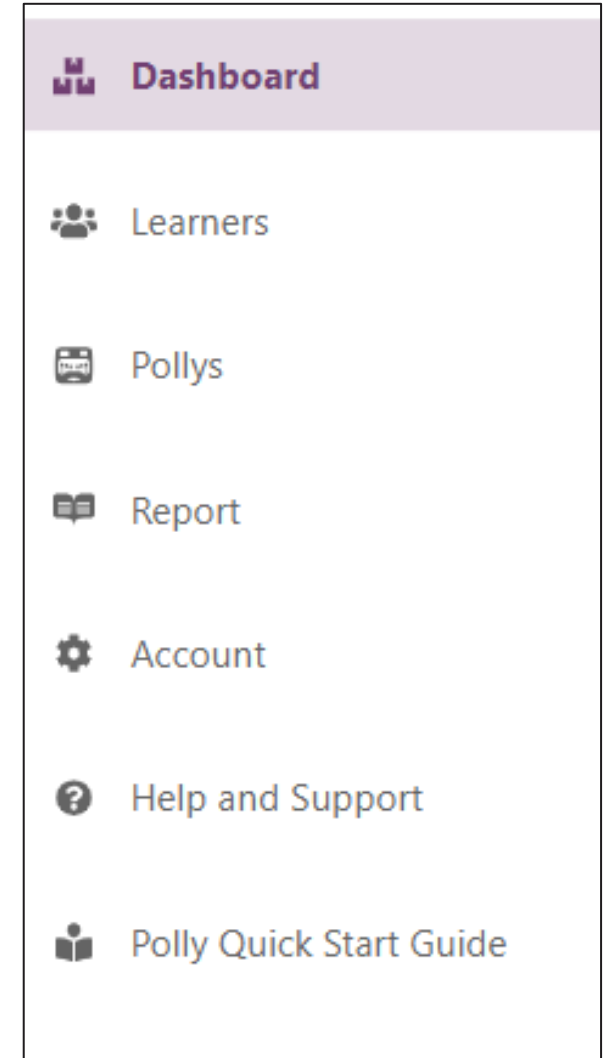 Dashboard
Learners
Pollys
Report
Account
Help and Support
Polly Quick Start Guide